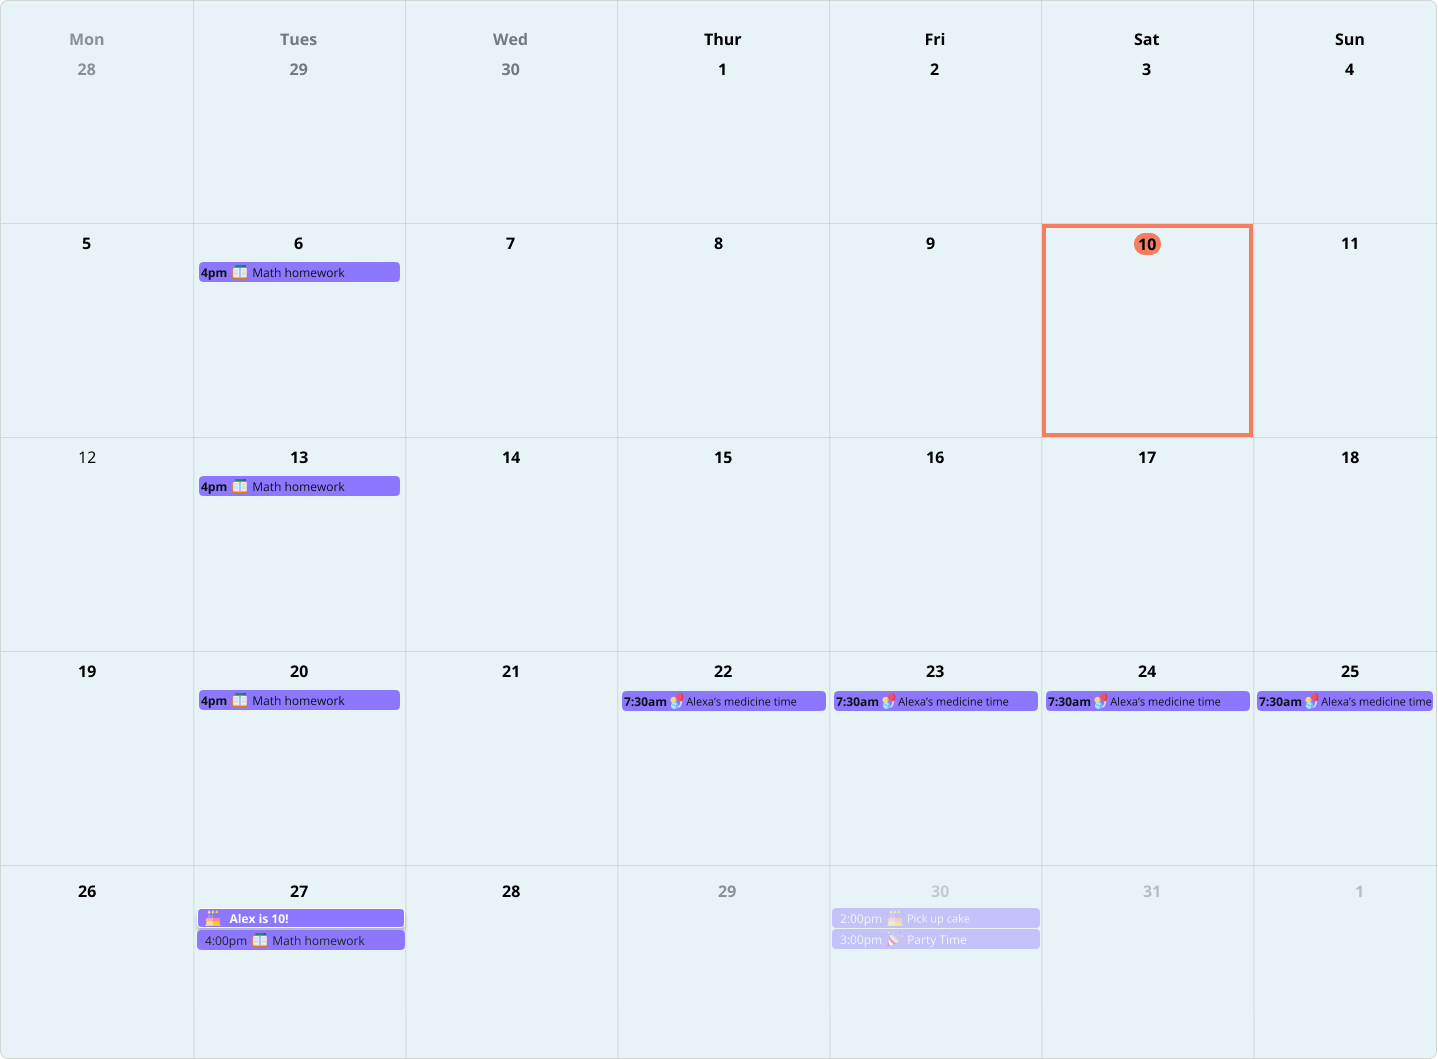 Mon Tues Wed Thur Fri Sat Sun
28 29 30 1 2 3 4
5 6 7 8 9 10 11
4pm Math homework
12 13 14 15 16 17 18
4pm Math homework
19 20 21 22 23 24 25
4pm Math homework 7:30am Alexa's medicine time 7:30am Alexa's medicine time 7:30am Alexa's medicine time 7:30am Alexa's medicine time
26 27 28 29 30 31 1
Alex is 10! 2:00pm Pick up cake
4:00pm Math homework 3:00pm Party Time